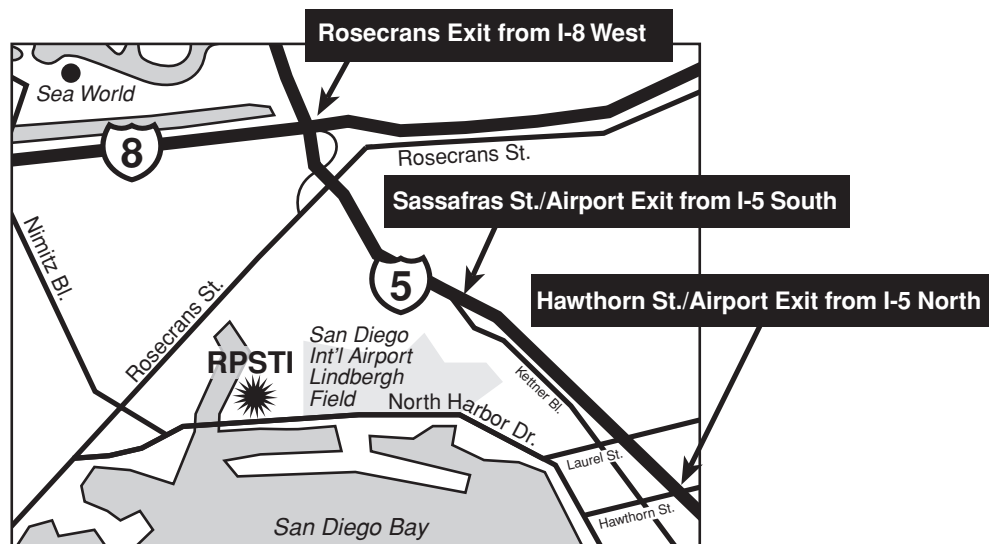 Rosecrans Exit from I-8 West
Sea World
8
Rosecrans St.
Sassafras St./Airport Exit from I-5 South
Nimitz Bl.
5
Hawthorn St./Airport Exit from I-5 North
Rosecrans St.
San Diego
Int'l Airport
Lindbergh
Field
RPSTI
Kettner Bl.
North Harbor Dr.
Laurel St.
Hawthorn St.
San Diego Bay